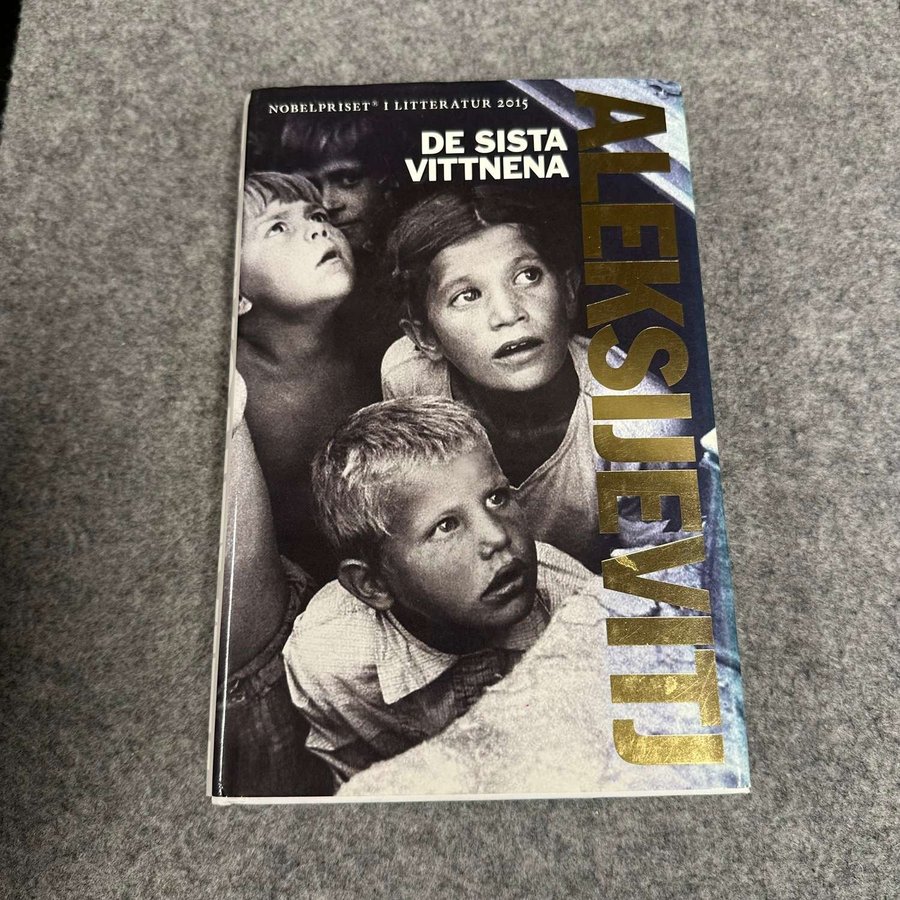 NOBELPRISET® I LITTERATUR 2015
DE SISTA
VITTNENA
ALEKSIJEVITJ